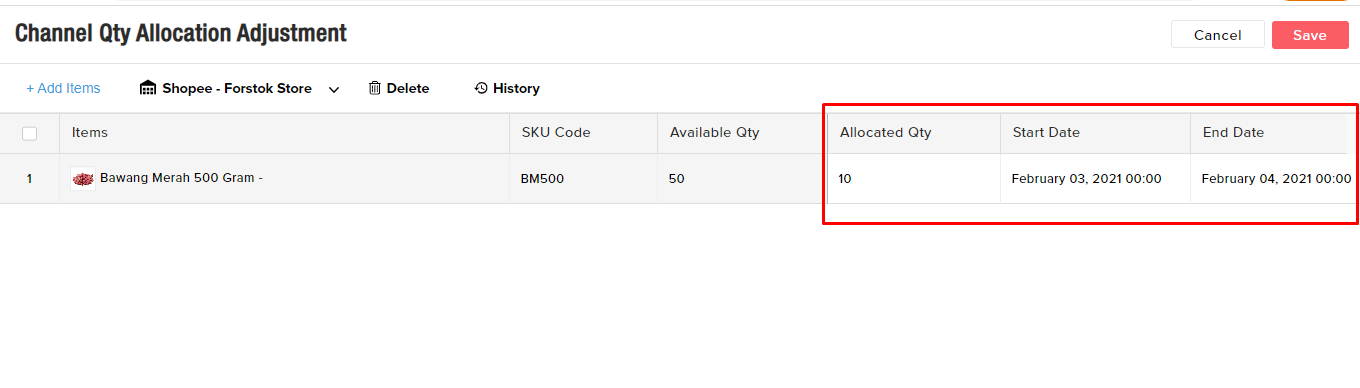 Channel Qty Allocation Adjustment
Cancel Save
+ Add Items Shopee - Forstok Store Delete History
Items SKU Code Available Qty Allocated Qty Start Date End Date
1 Bawang Merah 500 Gram - BM500 50 10 February 03, 2021 00:00 February 04, 2021 00:00